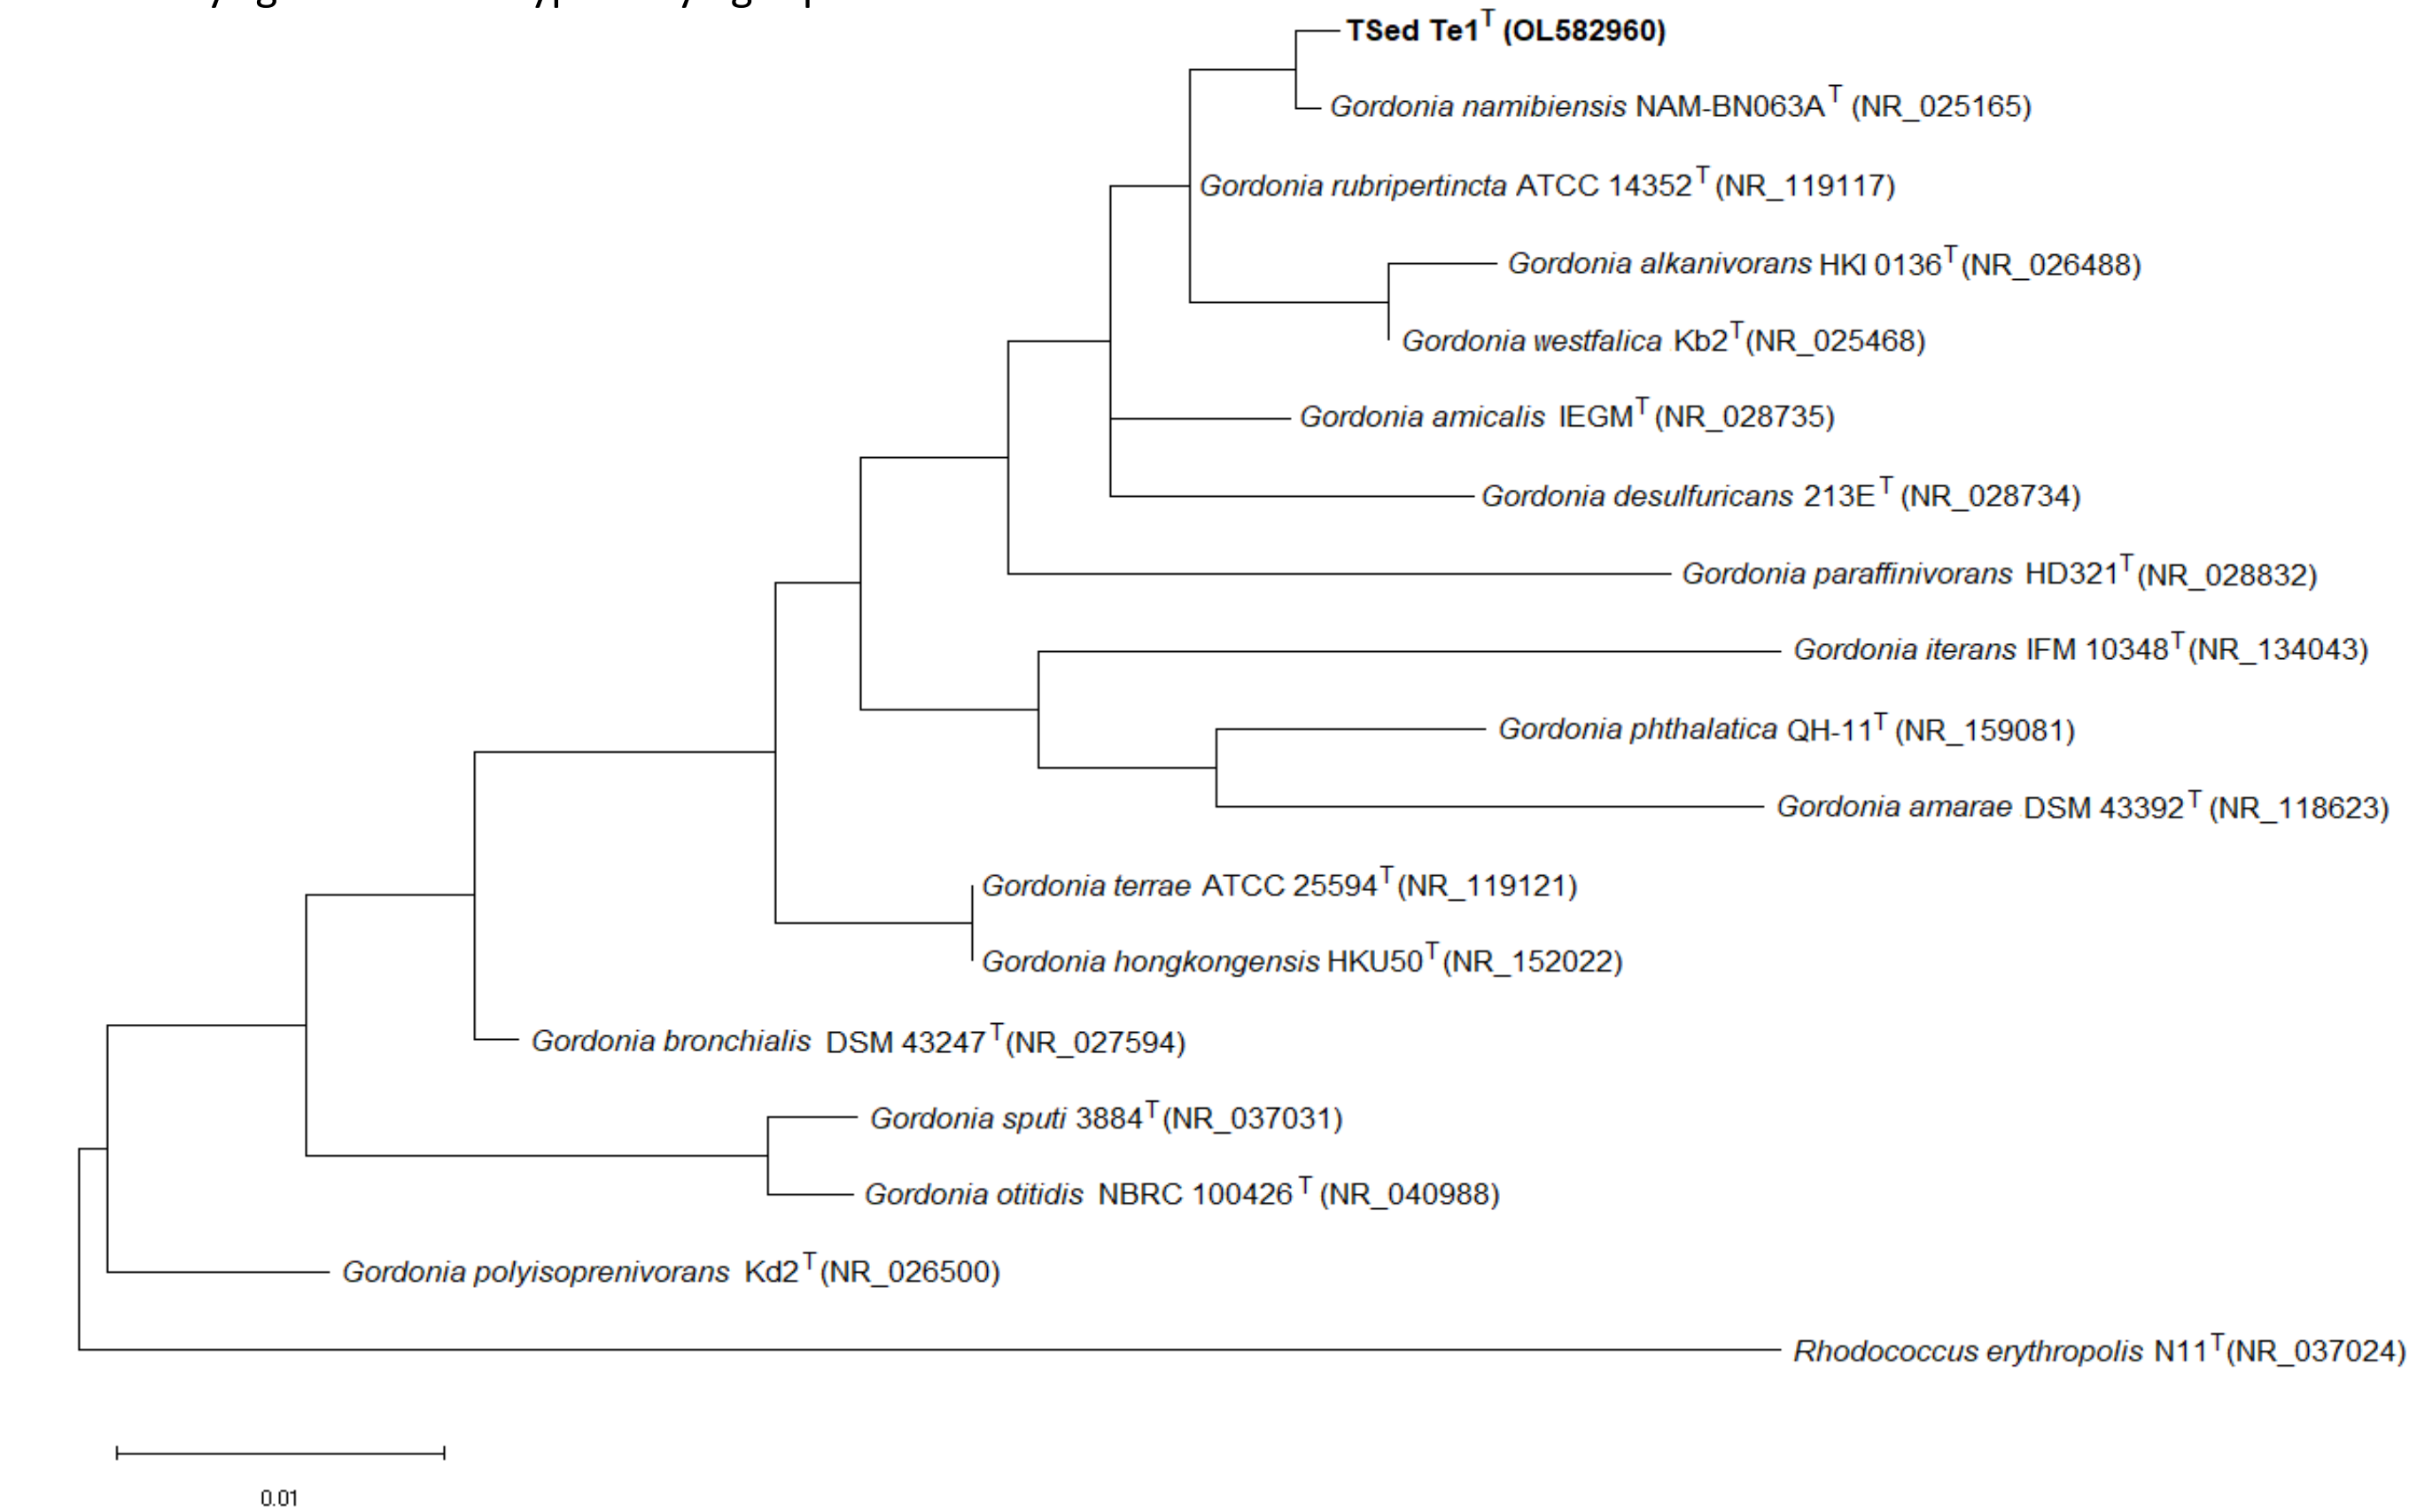 TSed Te1T (OL582960)
Gordonia namibiensis NAM-BN063AT (NR_025165)
Gordonia rubripertincta ATCC 14352T (NR_119117)
Gordonia alkanivorans HKI 0136T (NR_026488)
Gordonia westfalica Kb2T (NR_025468)
Gordonia amicalis IEGMT (NR_028735)
Gordonia desulfuricans 213ET (NR_028734)
Gordonia paraffinivorans HD321T (NR_028832)
Gordonia iterans IFM 10348T (NR_134043)
Gordonia phthalatica QH-11T (NR_159081)
Gordonia amarae DSM 43392T (NR_118623)
Gordonia terrae ATCC 25594T (NR_119121)
Gordonia hongkongensis HKU50T (NR_152022)
Gordonia bronchialis DSM 43247T (NR_027594)
Gordonia sputi 3884T (NR_037031)
Gordonia otitidis NBRC 100426T (NR_040988)
Gordonia polyisoprenivorans Kd2T (NR_026500)
Rhodococcus erythropolis N11T (NR_037024)
0.01